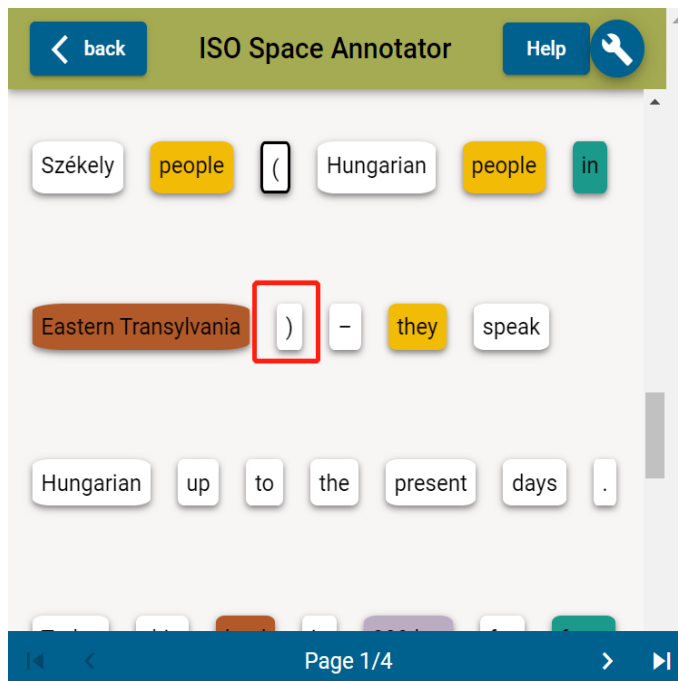 back ISO Space Annotator Help
Székely people ( Hungarian people in
Eastern Transylvania ) – they speak
Hungarian up to the present days .
Page 1/4